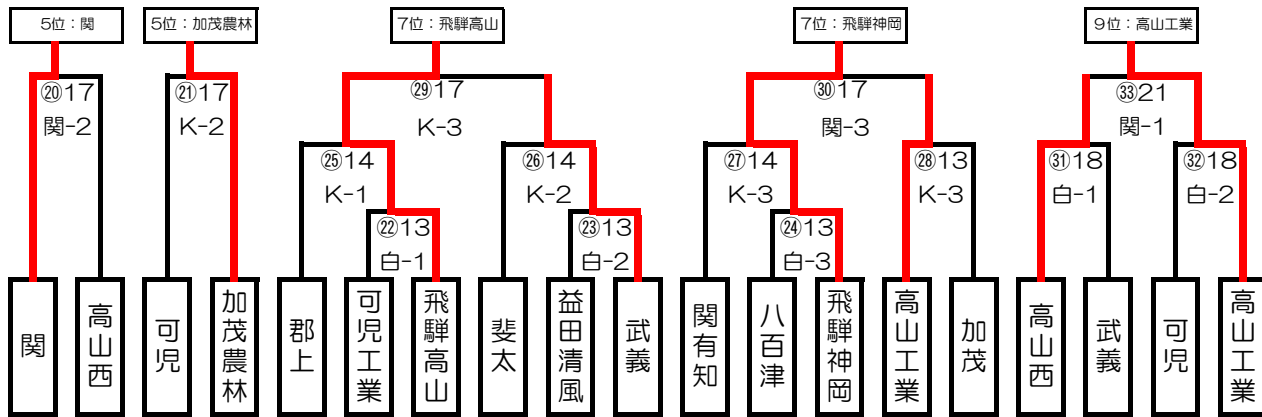 5位：関
5位：加茂農林
7位：飛騨高山
7位：飛騨神岡
9位：高山工業
⑳17
関-2
㉑17
K-2
㉙17
K-3
㉚17
関-3
㉝21
関-1
㉕14
K-1
㉖14
K-2
㉗14
K-3
㉘13
K-3
㉛18
白-1
㉜18
白-2
㉒13
白-1
㉓13
白-2
㉔13
白-3
関
高山西
可児
加茂農林
郡上
可児工業
飛騨高山
斐太
益田清風
武義
関有知
八百津
飛騨神岡
高山工業
加茂
高山西
武義
可児
高山工業